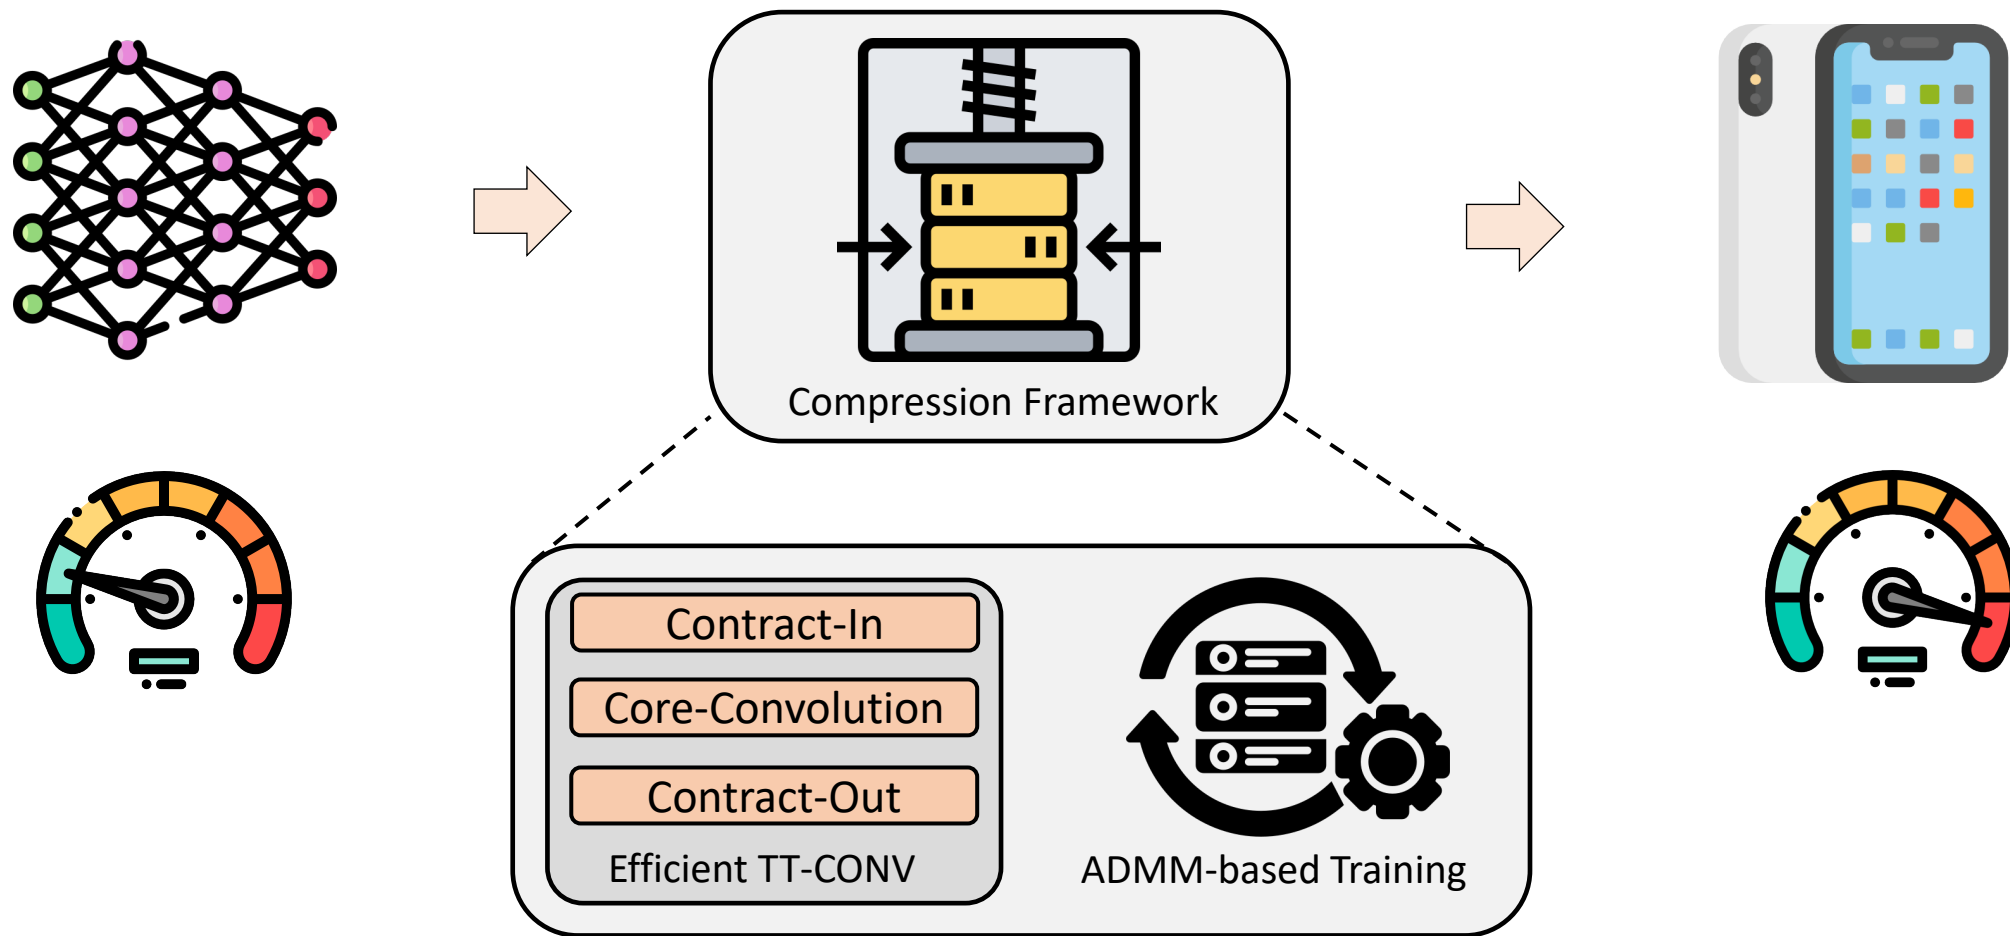 Compression Framework
Contract-In
Core-Convolution
Contract-Out
Efficient TT-CONV
ADMM-based Training